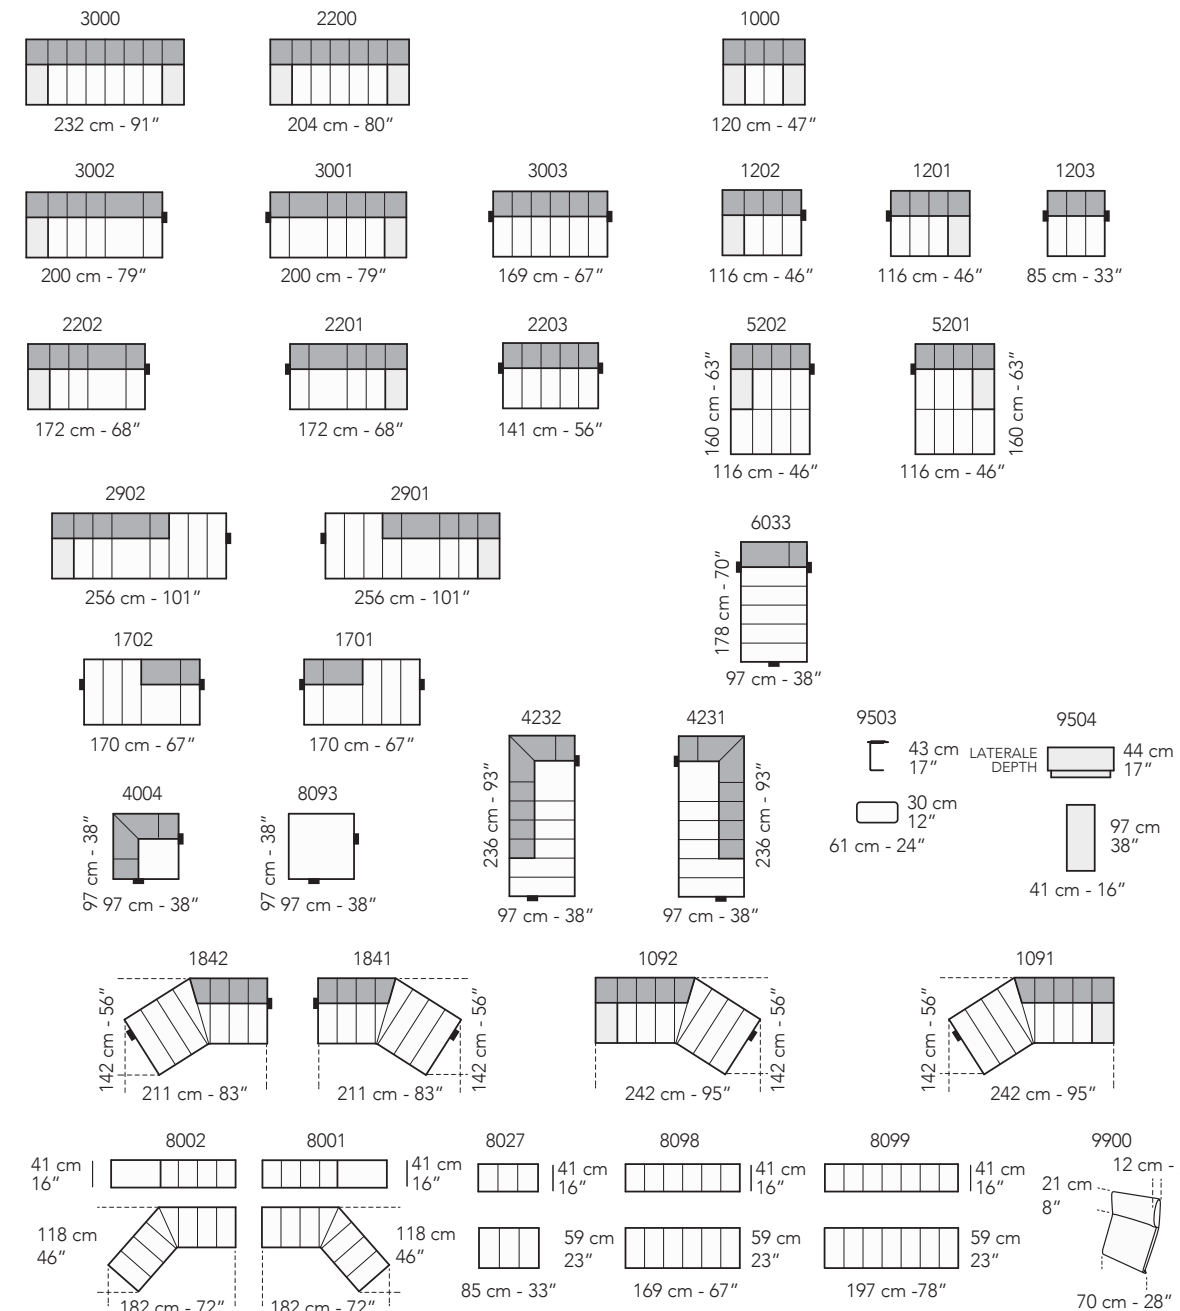 3000
2200
1000
232 cm - 91”
204 cm - 80”
120 cm - 47”
3002
3001
3003
1202
1201
1203
200 cm - 79”
200 cm - 79”
169 cm - 67”
116 cm - 46”
116 cm - 46”
85 cm - 33”
2202
2201
2203
5202
5201
160 cm - 63”
160 cm - 63”
172 cm - 68”
172 cm - 68”
141 cm - 56”
116 cm - 46”
116 cm - 46”
2902
2901
6033
178 cm - 70”
256 cm - 101”
256 cm - 101”
97 cm - 38”
1702
1701
170 cm - 67”
170 cm - 67”
4232
4231
9503
9504
236 cm - 93”
236 cm - 93”
43 cm
17”
LATERALE
DEPTH
44 cm
17”
30 cm
12”
61 cm - 24”
97 cm
38”
41 cm - 16”
4004
8093
97 cm - 38”
97 cm - 38”
97 cm - 38”
97 cm - 38”
97 cm - 38”
97 cm - 38”
1842
1841
1092
1091
142 cm - 56”
142 cm - 56”
142 cm - 56”
142 cm - 56”
211 cm - 83”
211 cm - 83”
242 cm - 95”
242 cm - 95”
8002
8001
8027
8098
8099
9900
41 cm
16”
41 cm
16”
41 cm
16”
41 cm
16”
41 cm
16”
12 cm -
21 cm
8”
118 cm
46”
118 cm
46”
59 cm
23”
59 cm
23”
59 cm
23”
182 cm - 72”
182 cm - 72”
85 cm - 33”
169 cm - 67”
197 cm -78”
70 cm - 28”